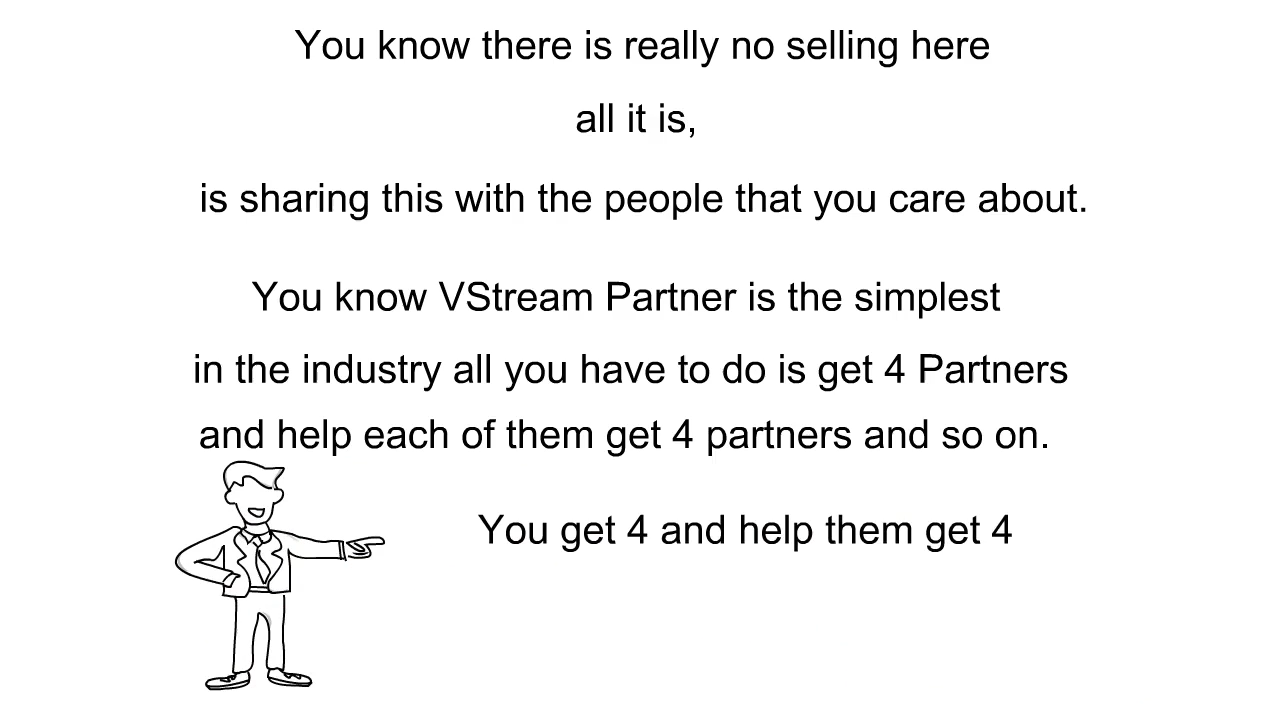 You know there is really no selling here
all it is,
is sharing this with the people that you care about.
You know VStream Partner is the simplest
in the industry all you have to do is get 4 Partners
and help each of them get 4 partners and so on.
You get 4 and help them get 4